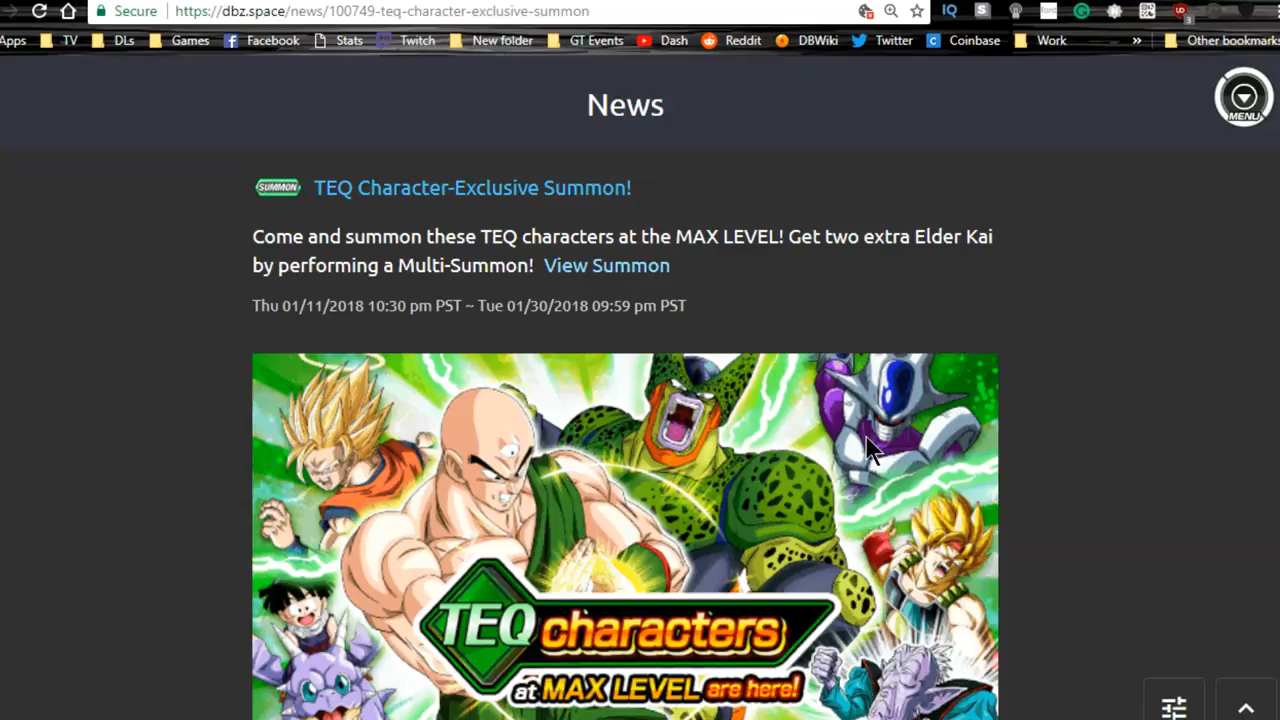 Secure https://dbz.space/news/100749-teq-character-exclusive-summon IQ S 3
Apps TV DLs Games Facebook Stats Twitch New folder GT Events Dash Reddit DBWiki Twitter Coinbase Work » Other bookmarks
News
MENU
SUMMON TEQ Character-Exclusive Summon!
Come and summon these TEQ characters at the MAX LEVEL! Get two extra Elder Kai
by performing a Multi-Summon! View Summon
Thu 01/11/2018 10:30 pm PST ~ Tue 01/30/2018 09:59 pm PST
TEQ characters
at MAX LEVEL are here!